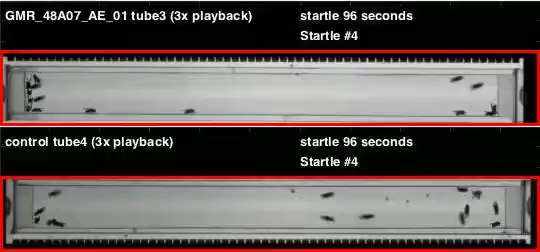 GMR_48A07_AE_01 tube3 (3x playback)
startle 96 seconds
Startle #4
control tube4 (3x playback)
startle 96 seconds
Startle #4